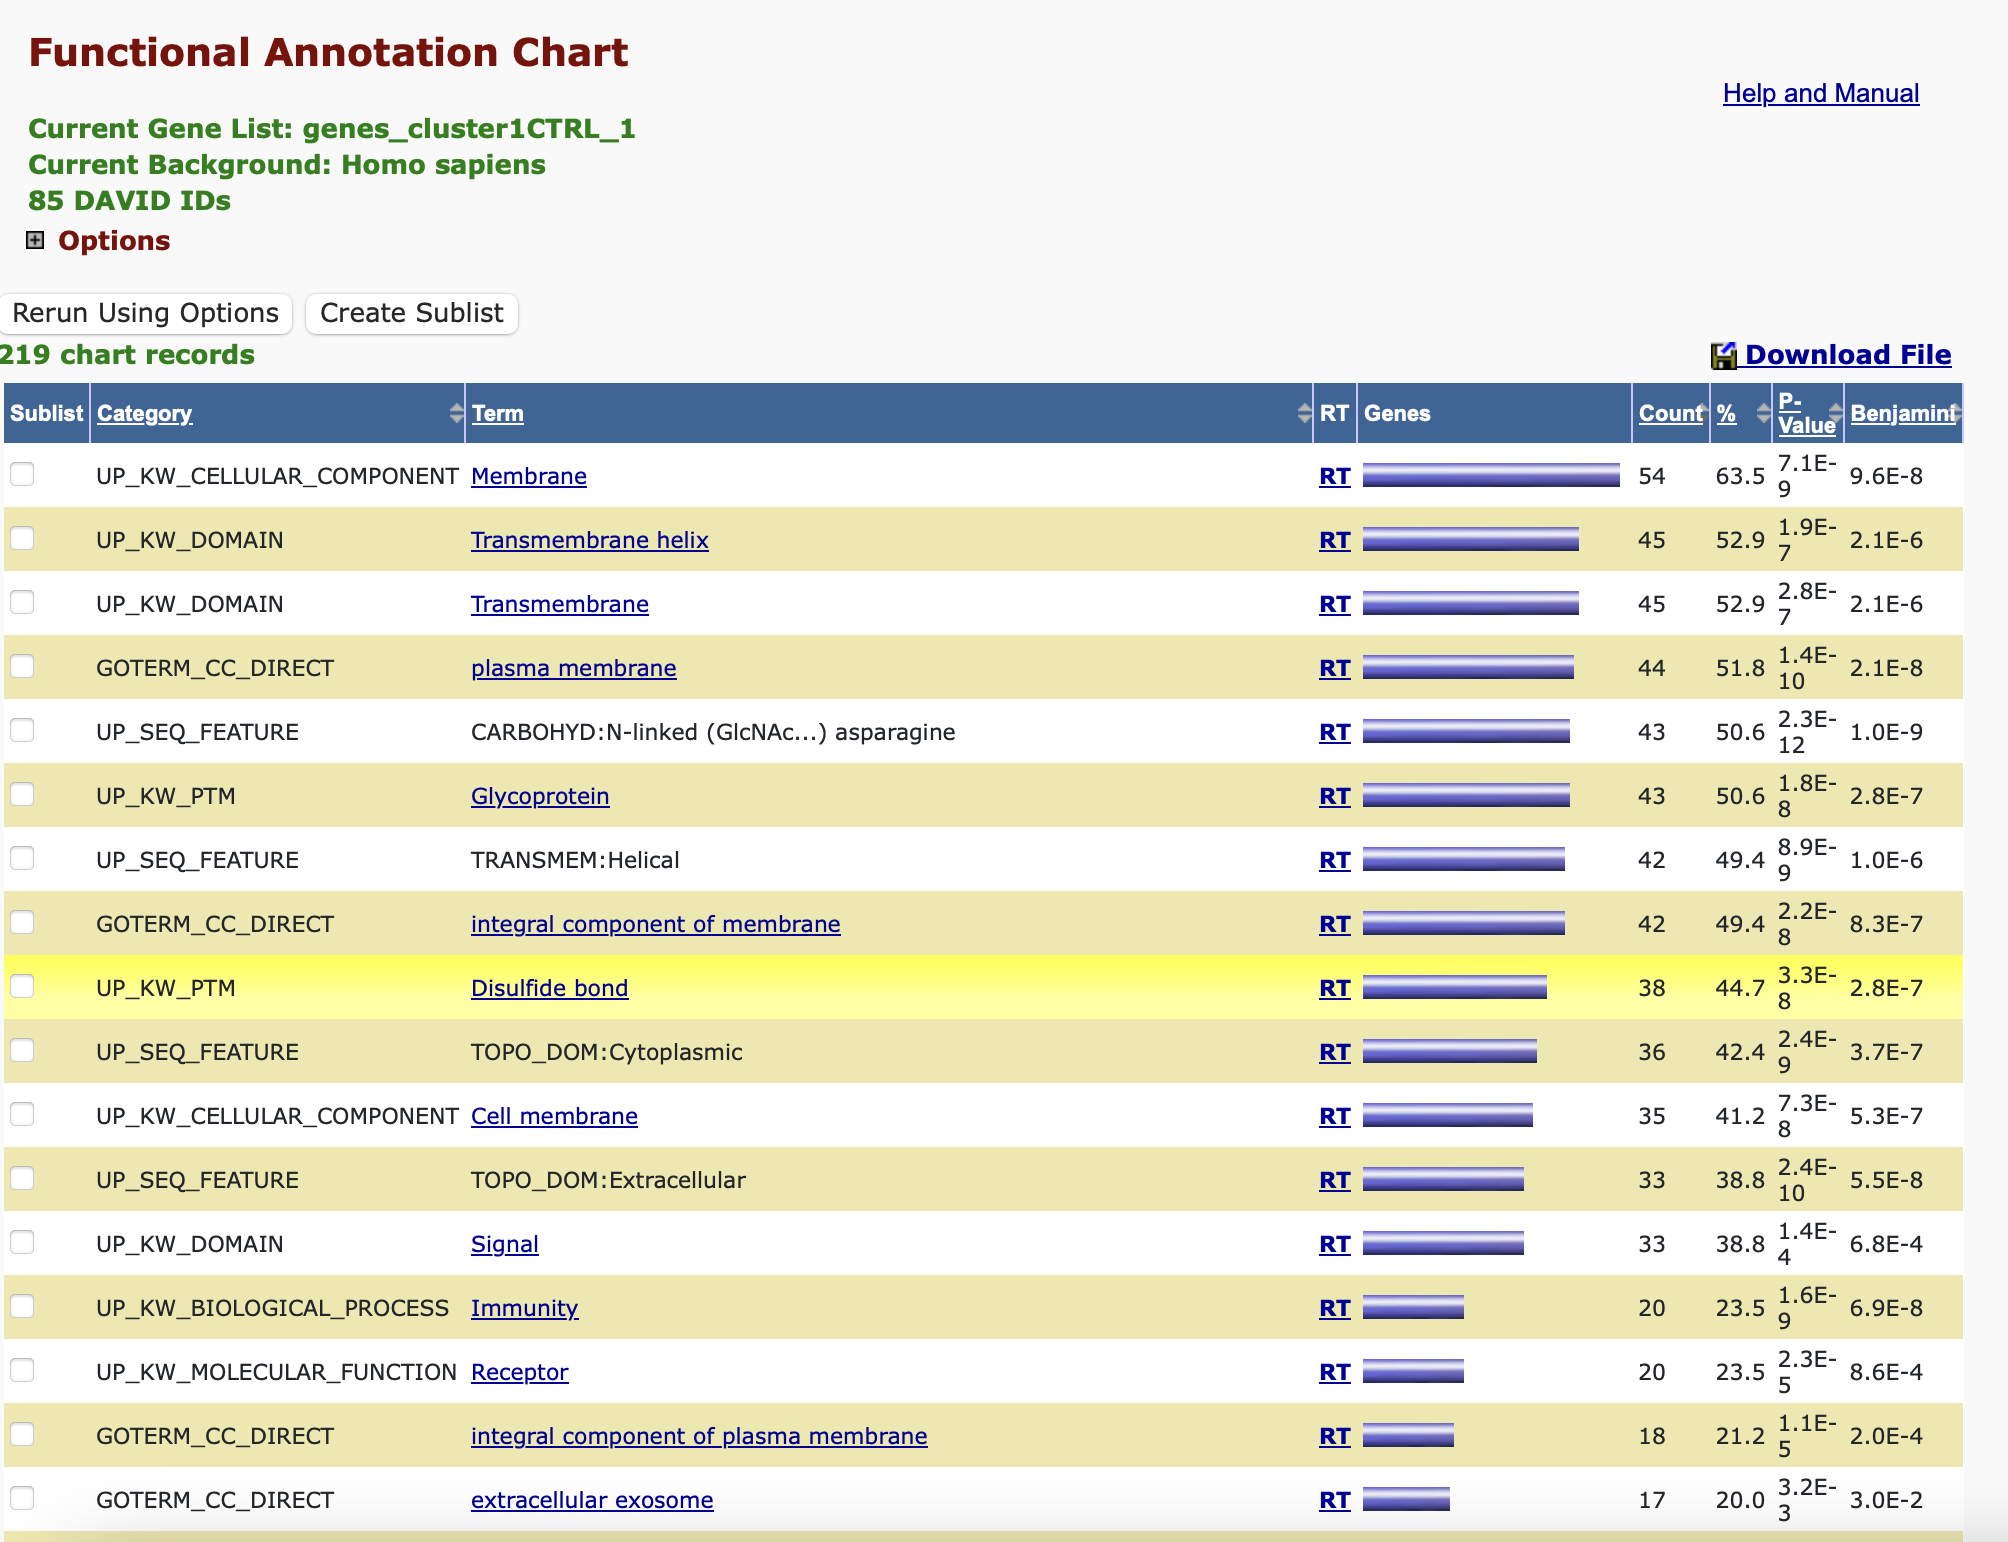 Functional Annotation Chart
Help and Manual
Current Gene List: genes_cluster1CTRL_1
Current Background: Homo sapiens
85 DAVID IDs
Options
Rerun Using Options Create Sublist
219 chart records Download File
Sublist Category Term RT Genes Count % P-Value Benjamini
UP_KW_CELLULAR_COMPONENT Membrane RT 54 63.5 7.1E-9 9.6E-8
UP_KW_DOMAIN Transmembrane helix RT 45 52.9 1.9E-7 2.1E-6
UP_KW_DOMAIN Transmembrane RT 45 52.9 2.8E-7 2.1E-6
GOTERM_CC_DIRECT plasma membrane RT 44 51.8 1.4E-10 2.1E-8
UP_SEQ_FEATURE CARBOHYD:N-linked (GlcNAc...) asparagine RT 43 50.6 2.3E-12 1.0E-9
UP_KW_PTM Glycoprotein RT 43 50.6 1.8E-8 2.8E-7
UP_SEQ_FEATURE TRANSMEM:Helical RT 42 49.4 8.9E-9 1.0E-6
GOTERM_CC_DIRECT integral component of membrane RT 42 49.4 2.2E-8 8.3E-7
UP_KW_PTM Disulfide bond RT 38 44.7 3.3E-8 2.8E-7
UP_SEQ_FEATURE TOPO_DOM:Cytoplasmic RT 36 42.4 2.4E-9 3.7E-7
UP_KW_CELLULAR_COMPONENT Cell membrane RT 35 41.2 7.3E-8 5.3E-7
UP_SEQ_FEATURE TOPO_DOM:Extracellular RT 33 38.8 2.4E-10 5.5E-8
UP_KW_DOMAIN Signal RT 33 38.8 1.4E-4 6.8E-4
UP_KW_BIOLOGICAL_PROCESS Immunity RT 20 23.5 1.6E-9 6.9E-8
UP_KW_MOLECULAR_FUNCTION Receptor RT 20 23.5 2.3E-5 8.6E-4
GOTERM_CC_DIRECT integral component of plasma membrane RT 18 21.2 1.1E-5 2.0E-4
GOTERM_CC_DIRECT extracellular exosome RT 17 20.0 3.2E-3 3.0E-2